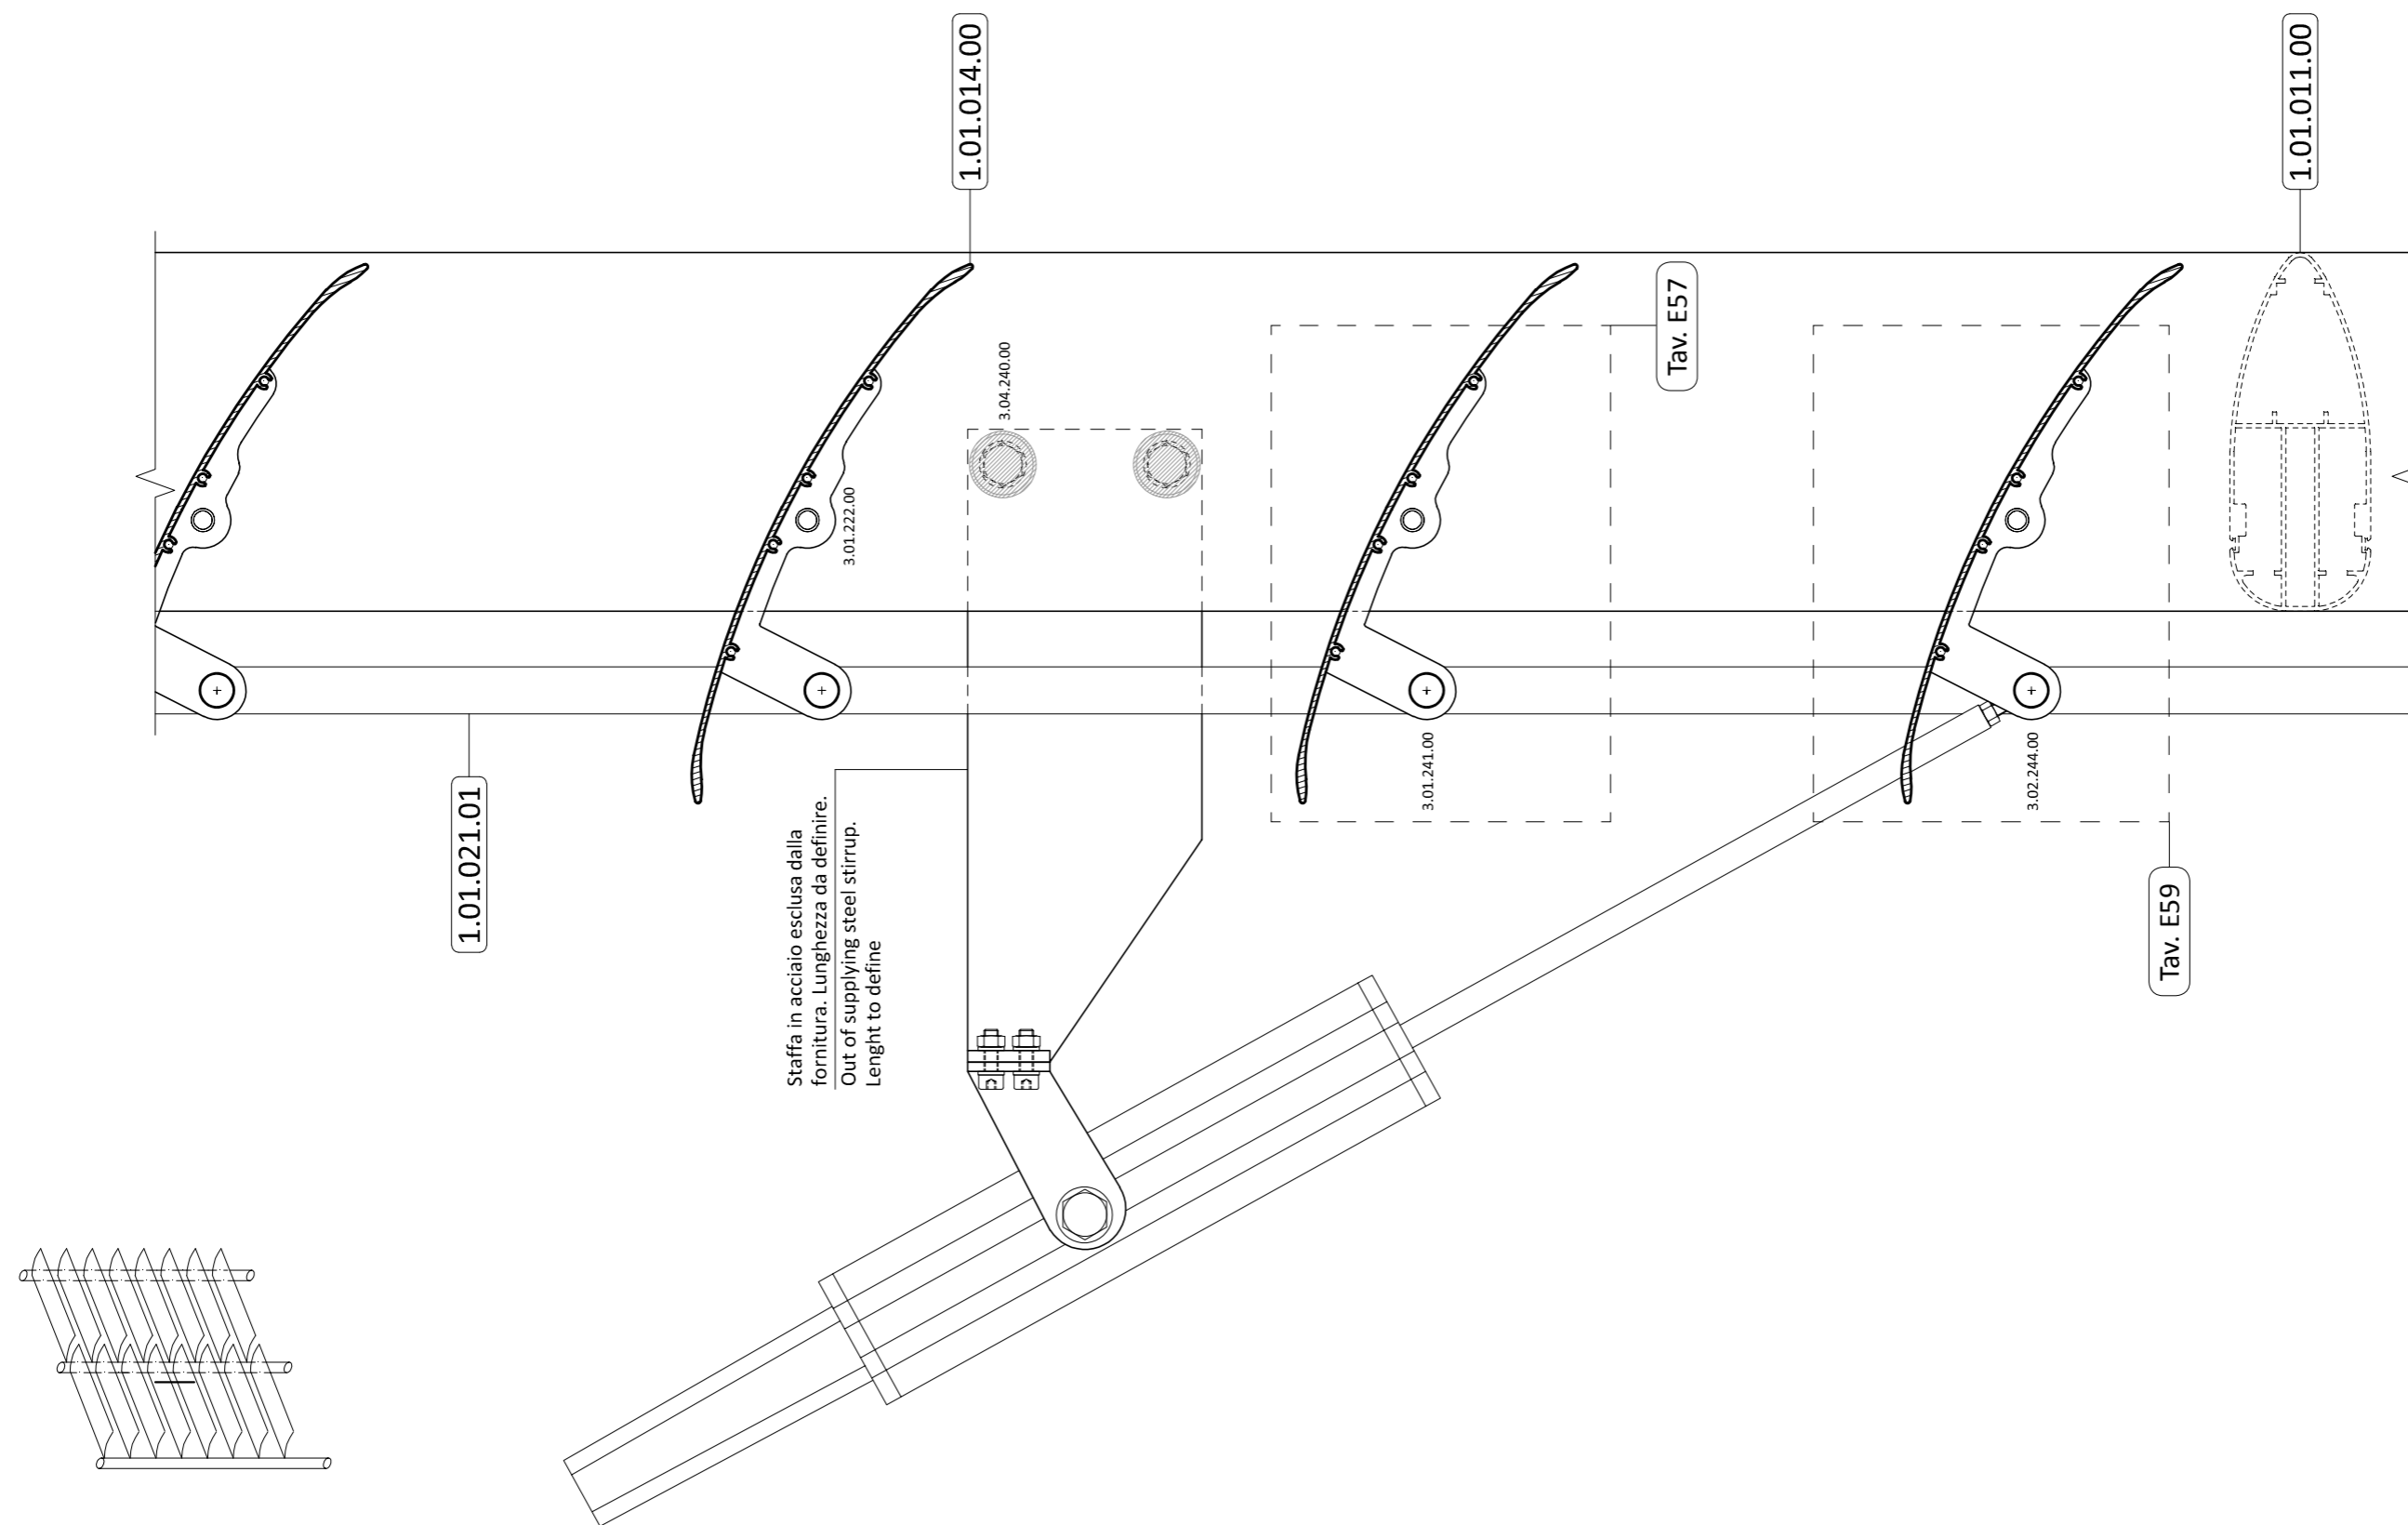 1.01.014.00
1.01.011.00
Tav. E57
3.04.240.00
3.01.222.00
3.01.241.00
3.02.244.00
1.01.021.01
Staffa in acciaio esclusa dalla
fornitura. Lunghezza da definire.
Out of supplying steel stirrup.
Lenght to define
Tav. E59